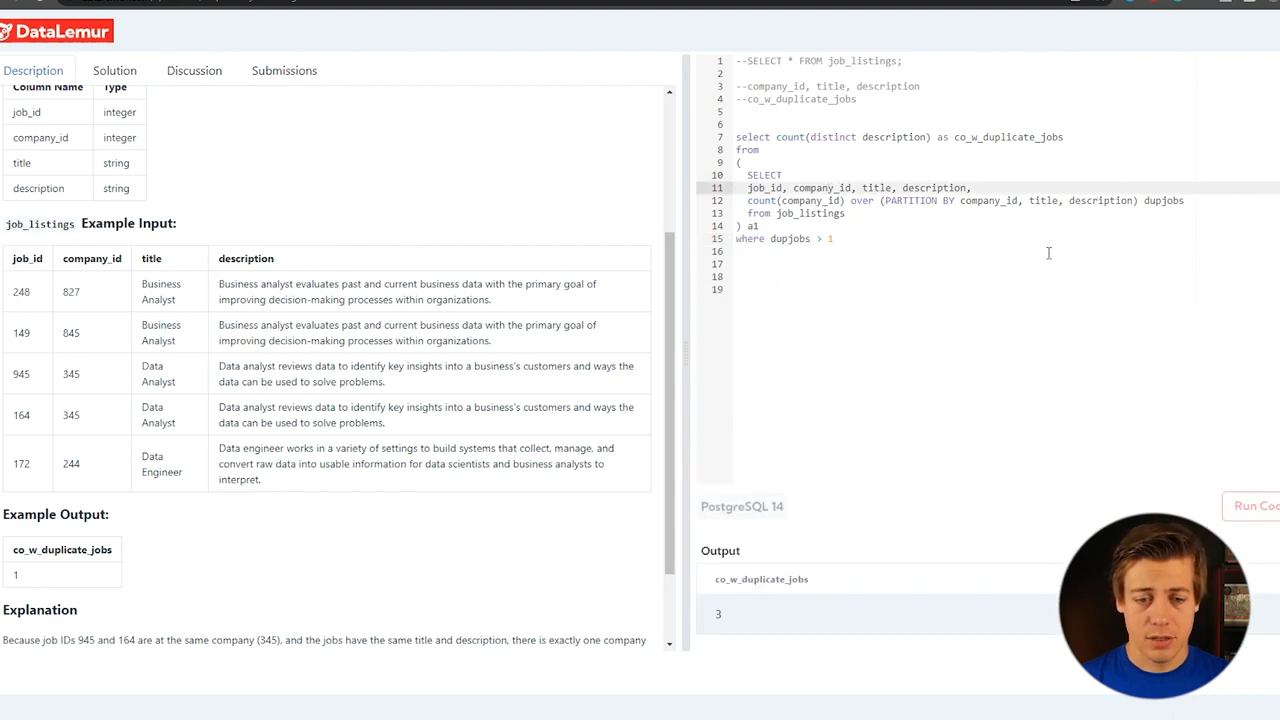 DataLemur
Description
Solution
Discussion
Submissions
Column Name
Type
job_id
integer
company_id
integer
title
string
description
string
job_listings Example Input:
job_id
company_id
title
description
248
827
Business
Analyst
Business analyst evaluates past and current business data with the primary goal of
improving decision-making processes within organizations.
149
845
Business
Analyst
Business analyst evaluates past and current business data with the primary goal of
improving decision-making processes within organizations.
945
345
Data
Analyst
Data analyst reviews data to identify key insights into a business's customers and ways the
data can be used to solve problems.
164
345
Data
Analyst
Data analyst reviews data to identify key insights into a business's customers and ways the
data can be used to solve problems.
172
244
Data
Engineer
Data engineer works in a variety of settings to build systems that collect, manage, and
convert raw data into usable information for data scientists and business analysts to
interpret.
Example Output:
co_w_duplicate_jobs
1
Explanation
Because job IDs 945 and 164 are at the same company (345), and the jobs have the same title and description, there is exactly one company
1 --SELECT * FROM job_listings;
2
3 --company_id, title, description
4 --co_w_duplicate_jobs
5
6
7 select count(distinct description) as co_w_duplicate_jobs
8 from
9 (
10 SELECT
11 job_id, company_id, title, description,
12 count(company_id) over (PARTITION BY company_id, title, description) dupjobs
13 from job_listings
14 ) a1
15 where dupjobs > 1
16
17
18
19
PostgreSQL 14
Run Coo
Output
co_w_duplicate_jobs
3